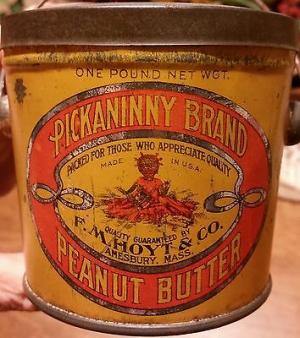 ONE POUND NET WGT.
PICKANINNY BRAND
PACKED FOR THOSE WHO APPRECIATE QUALITY
MADE IN U.S.A.
QUALITY GUARANTEED BY
F. M. HOYT & CO.
AMESBURY, MASS.
PEANUT BUTTER